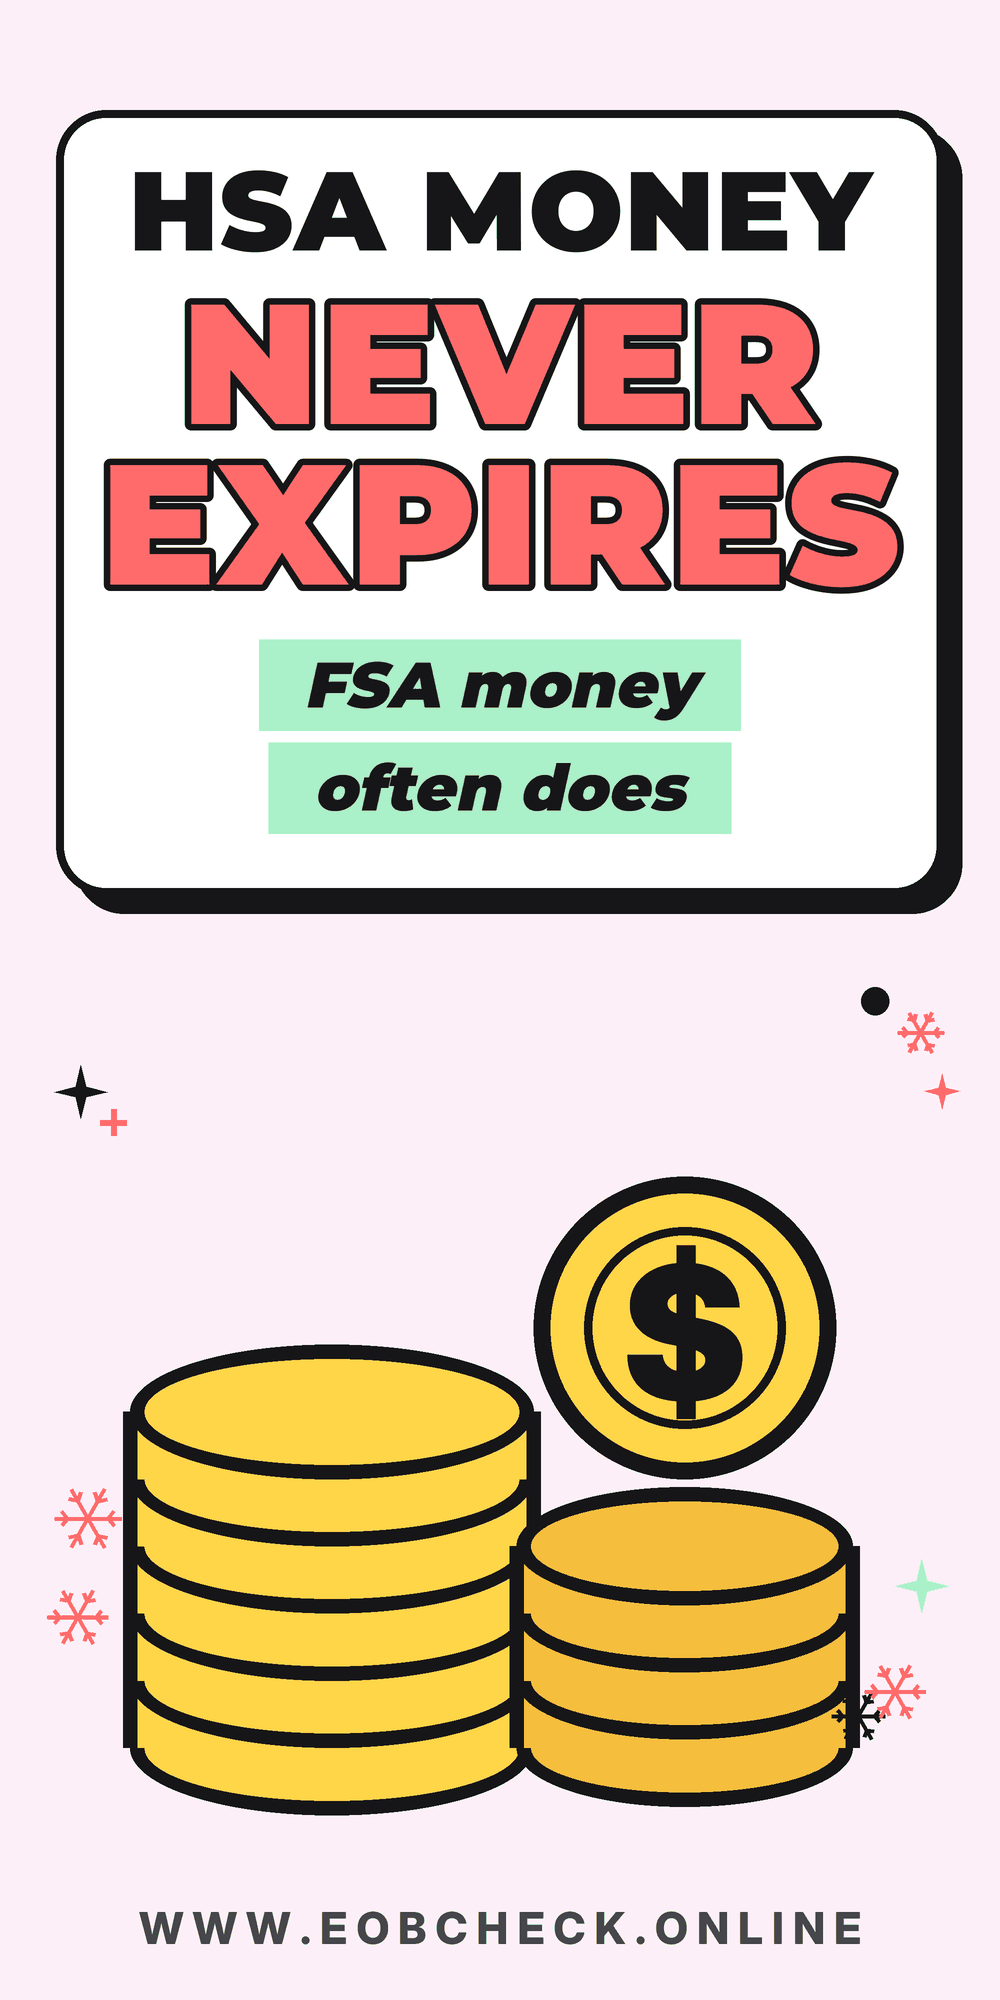 HSA MONEY
NEVER
EXPIRES
FSA money
often does
$
WWW.EOBCHECK.ONLINE